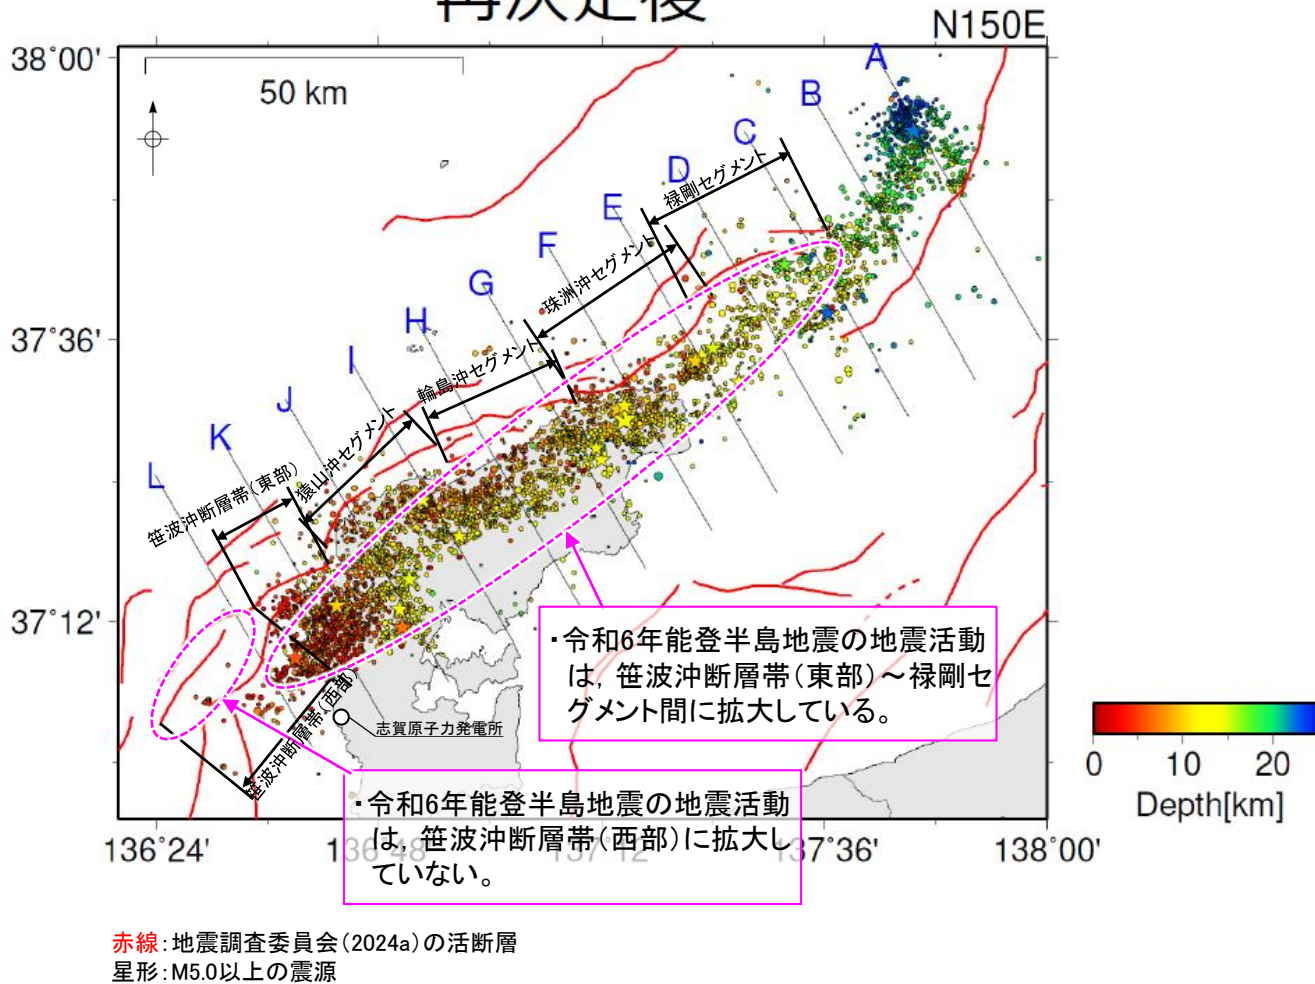 再決定後
N150E
38°00'
37°36'
37°12'
50 km
A
B
C
D
E
F
G
H
I
J
K
L
禄剛セグメント
珠洲沖セグメント
輪島沖セグメント
猿山沖セグメント
笹波沖断層帯(東部)
笹波沖断層帯(西部)
志賀原子力発電所
・令和6年能登半島地震の地震活動
は，笹波沖断層帯(東部)～禄剛セ
グメント間に拡大している。
・令和6年能登半島地震の地震活動
は，笹波沖断層帯(西部)に拡大し
ていない。
136°24'
136°48'
137°12'
137°36'
138°00'
0
10
20
Depth[km]
赤線：地震調査委員会(2024a)の活断層
星形：M5.0以上の震源